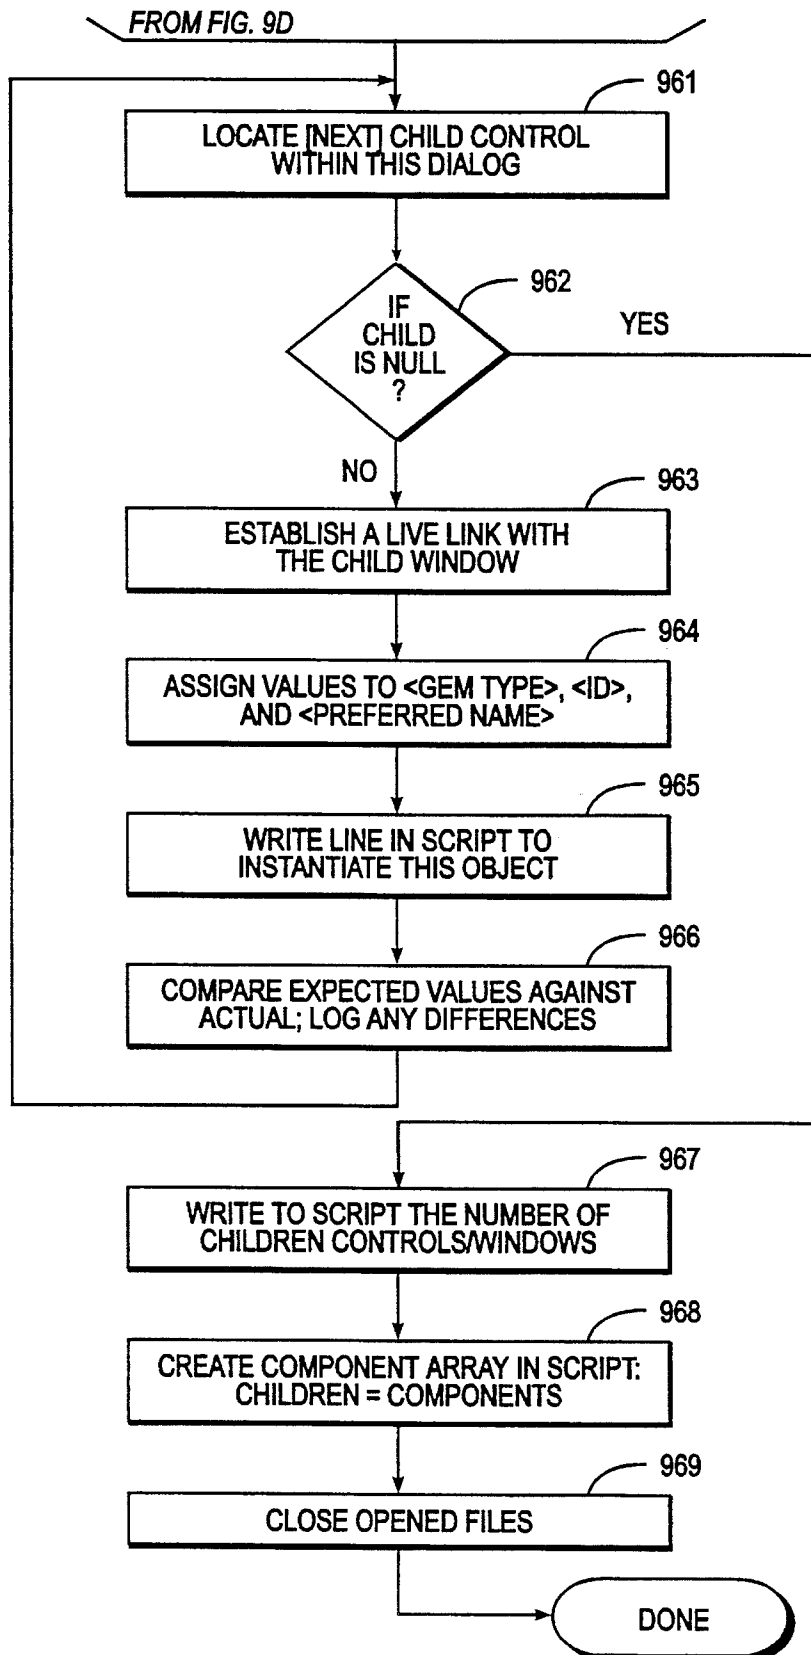 FROM FIG. 9D
961
LOCATE [NEXT] CHILD CONTROL
WITHIN THIS DIALOG
962
IF
CHILD
IS NULL
?
YES
NO
963
ESTABLISH A LIVE LINK WITH
THE CHILD WINDOW
964
ASSIGN VALUES TO <GEM TYPE>, <ID>,
AND <PREFERRED NAME>
965
WRITE LINE IN SCRIPT TO
INSTANTIATE THIS OBJECT
966
COMPARE EXPECTED VALUES AGAINST
ACTUAL; LOG ANY DIFFERENCES
967
WRITE TO SCRIPT THE NUMBER OF
CHILDREN CONTROLS/WINDOWS
968
CREATE COMPONENT ARRAY IN SCRIPT:
CHILDREN = COMPONENTS
969
CLOSE OPENED FILES
DONE